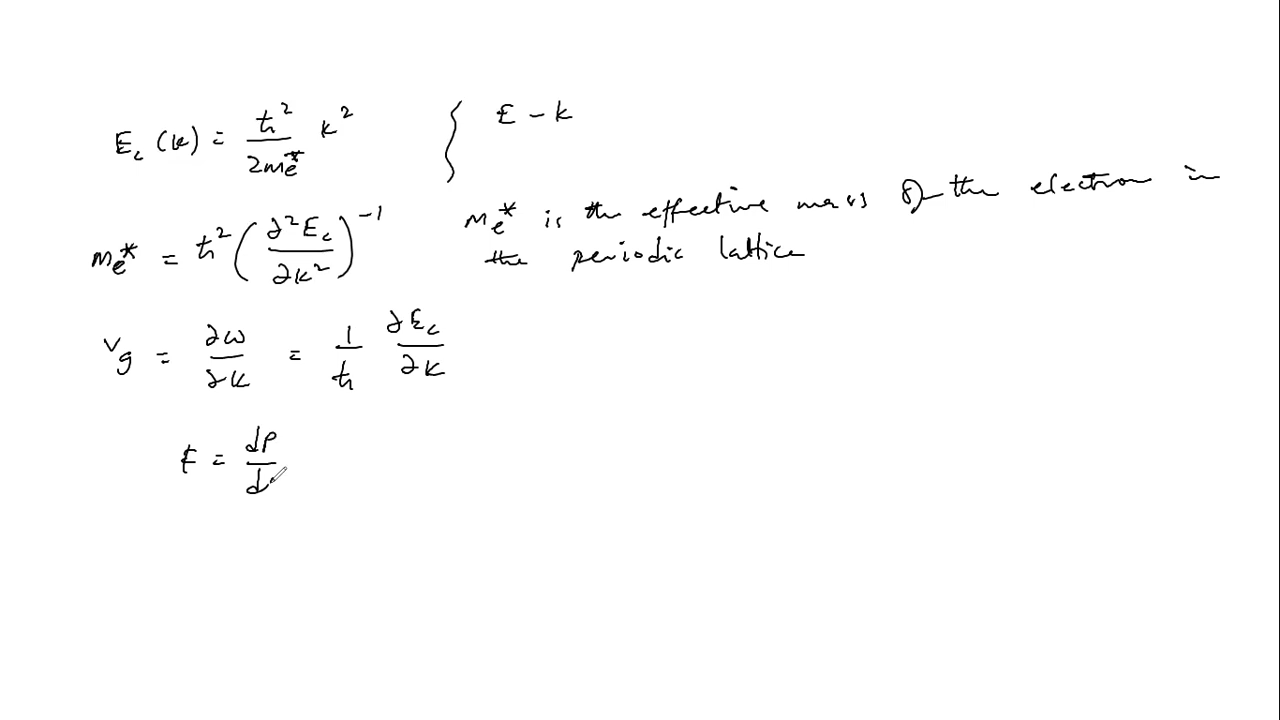 E_c (k) = ħ² / 2m_e* k² { E – k
m_e* = ħ² ( ∂²E_c / ∂k² )⁻¹ m_e* is the effective mass of the electron in
the periodic lattice
v_g = ∂ω / ∂k = 1 / ħ ∂E_c / ∂k
F = dp / d